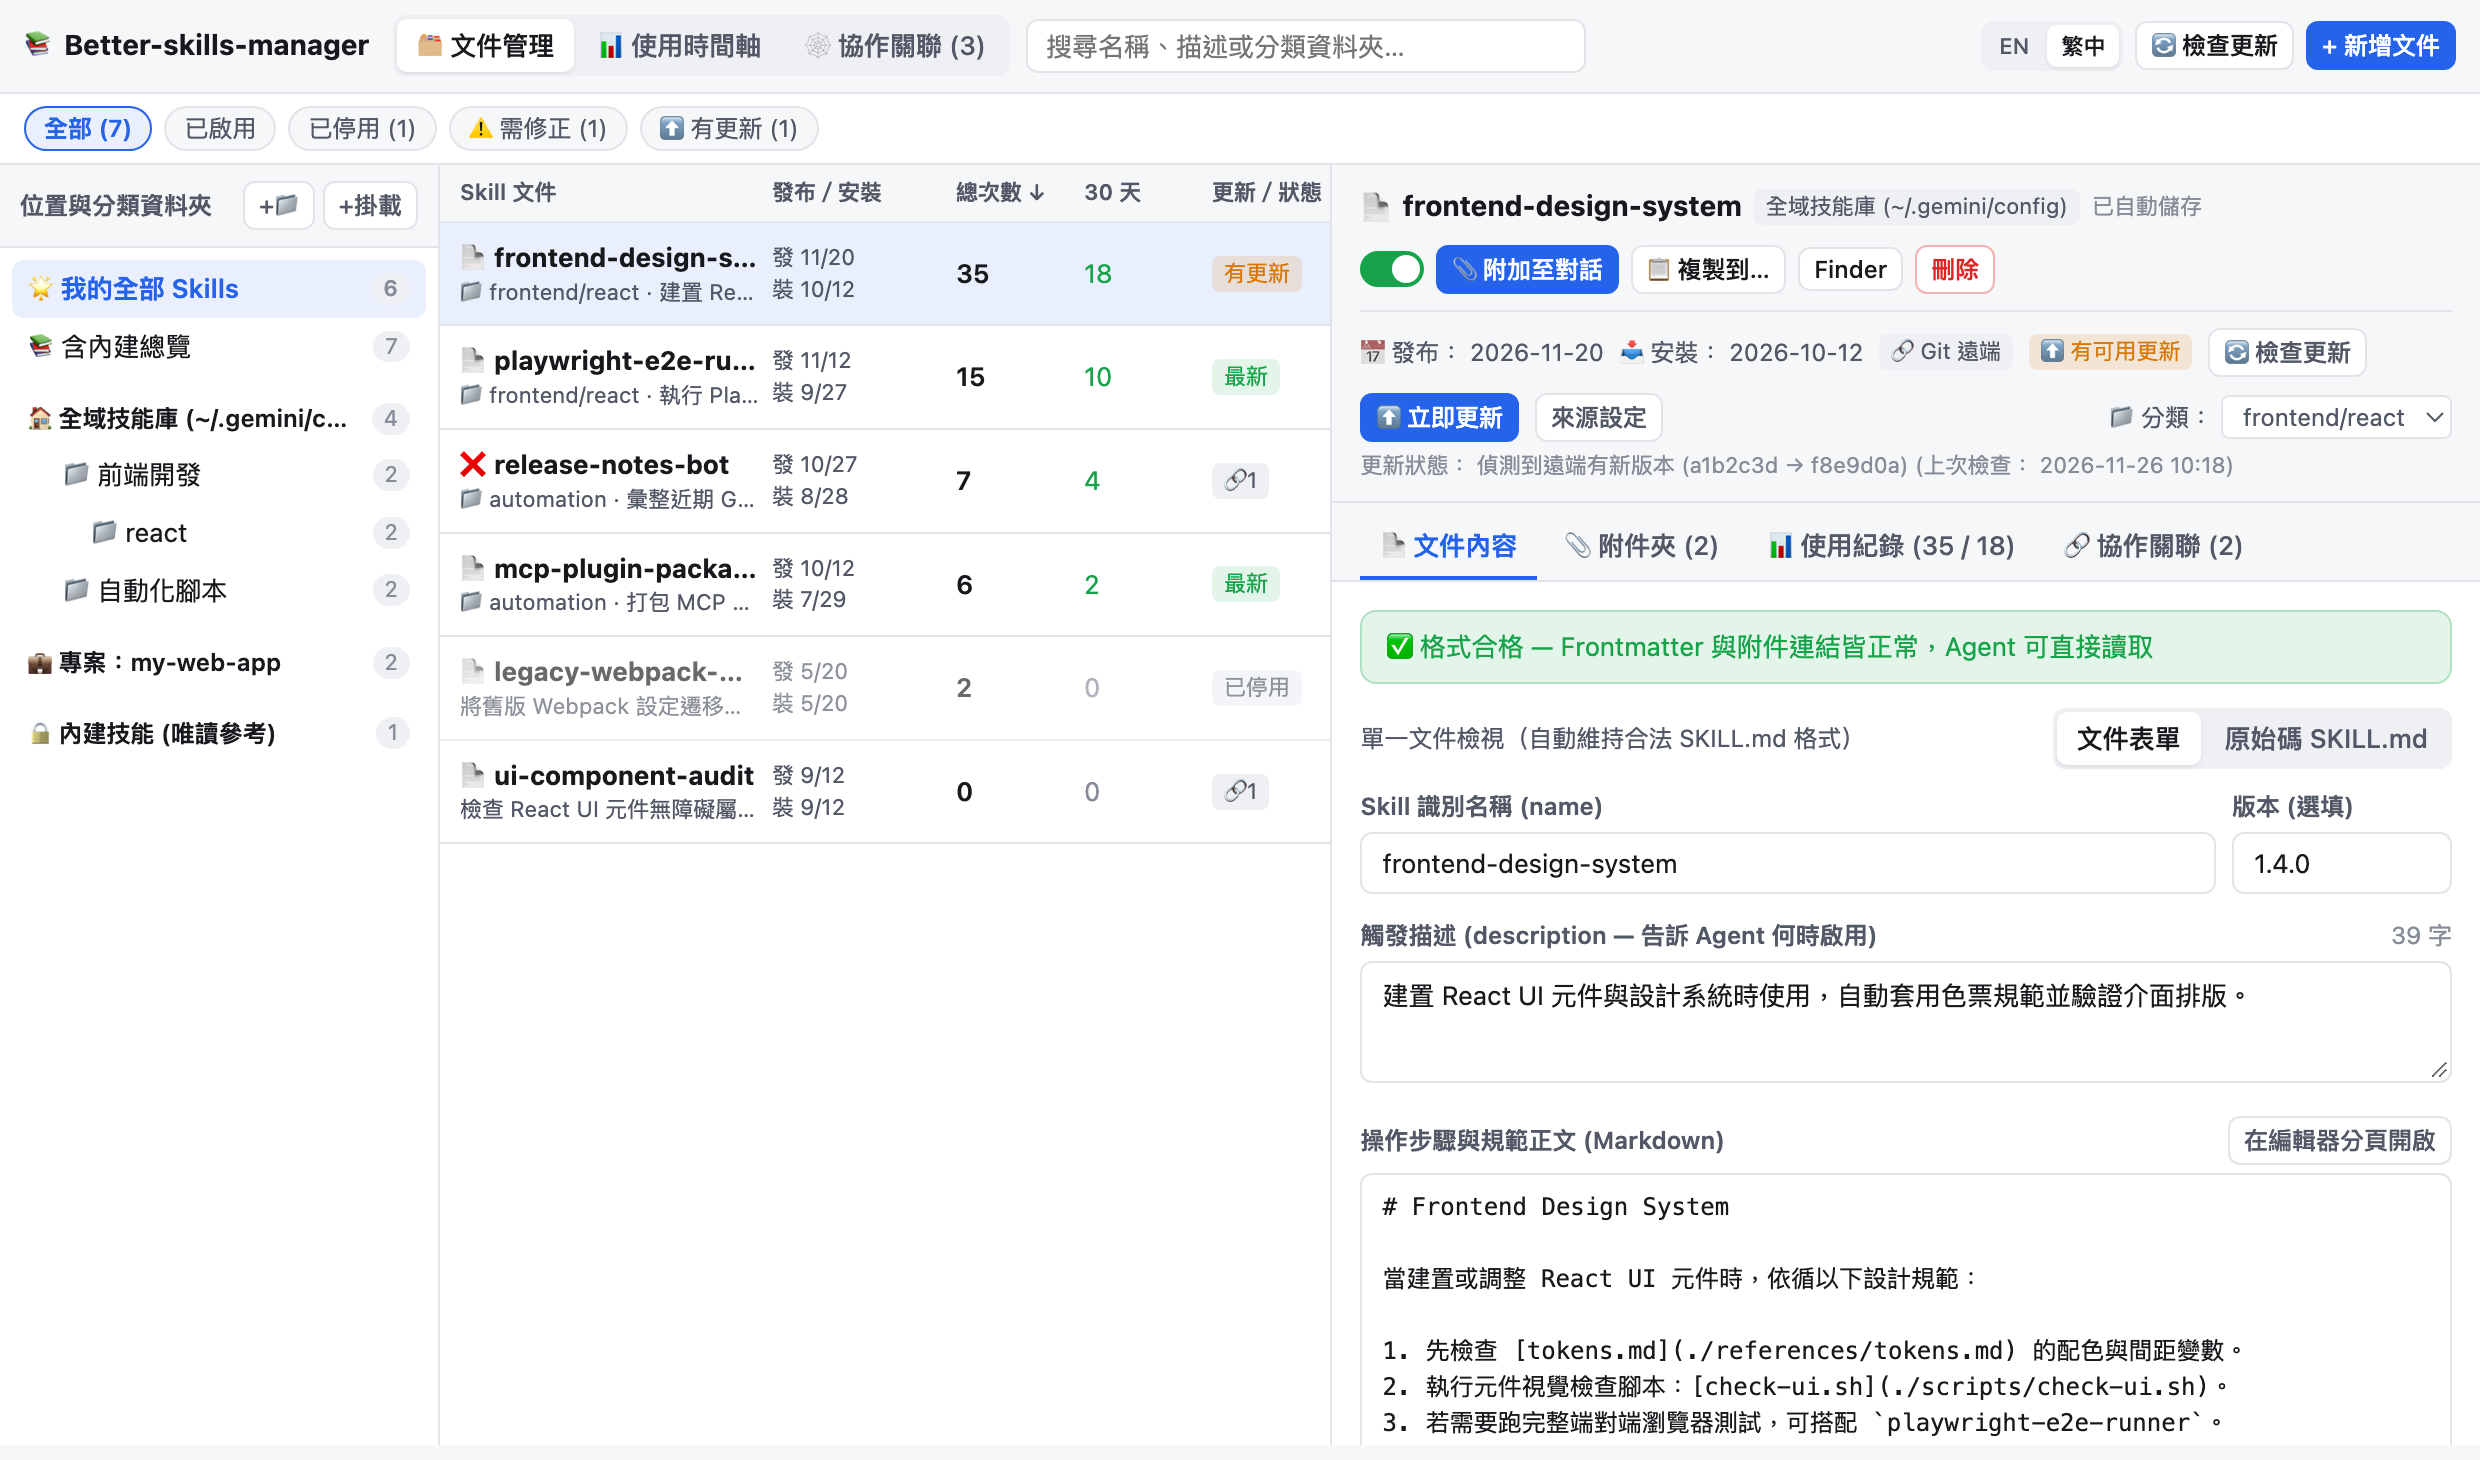 Better-skills-manager 文件管理 使用時間軸 協作關聯 (3) 搜尋名稱、描述或分類資料夾... EN 繁中 檢查更新 + 新增文件
全部 (7) 已啟用 已停用 (1) 需修正 (1) 有更新 (1)
位置與分類資料夾 + +掛載
我的全部 Skills 6
含內建總覽 7
全域技能庫 (~/.gemini/c... 4
前端開發 2
react 2
自動化腳本 2
專案：my-web-app 2
內建技能 (唯讀參考) 1
Skill 文件 發布 / 安裝 總次數 ↓ 30 天 更新 / 狀態
frontend-design-s... 發 11/20 35 18 有更新
frontend/react · 建置 Re... 裝 10/12
playwright-e2e-ru... 發 11/12 15 10 最新
frontend/react · 執行 Pla... 裝 9/27
release-notes-bot 發 10/27 7 4 1
automation · 彙整近期 G... 裝 8/28
mcp-plugin-packa... 發 10/12 6 2 最新
automation · 打包 MCP ... 裝 7/29
legacy-webpack-... 發 5/20 2 0 已停用
將舊版 Webpack 設定遷移... 裝 5/20
ui-component-audit 發 9/12 0 0 1
檢查 React UI 元件無障礙屬... 裝 9/12
frontend-design-system 全域技能庫 (~/.gemini/config) 已自動儲存
附加至對話 複製到... Finder 刪除
發布： 2026-11-20 安裝： 2026-10-12 Git 遠端 有可用更新 檢查更新
立即更新 來源設定 分類： frontend/react
更新狀態： 偵測到遠端有新版本 (a1b2c3d → f8e9d0a) (上次檢查： 2026-11-26 10:18)
文件內容 附件夾 (2) 使用紀錄 (35 / 18) 協作關聯 (2)
格式合格 — Frontmatter 與附件連結皆正常，Agent 可直接讀取
單一文件檢視（自動維持合法 SKILL.md 格式） 文件表單 原始碼 SKILL.md
Skill 識別名稱 (name) 版本 (選填)
frontend-design-system 1.4.0
觸發描述 (description — 告訴 Agent 何時啟用) 39 字
建置 React UI 元件與設計系統時使用，自動套用色票規範並驗證介面排版。
操作步驟與規範正文 (Markdown) 在編輯器分頁開啟
# Frontend Design System
當建置或調整 React UI 元件時，依循以下設計規範：
1. 先檢查 [tokens.md](./references/tokens.md) 的配色與間距變數。
2. 執行元件視覺檢查腳本：[check-ui.sh](./scripts/check-ui.sh)。
3. 若需要跑完整端對端瀏覽器測試，可搭配 `playwright-e2e-runner`。